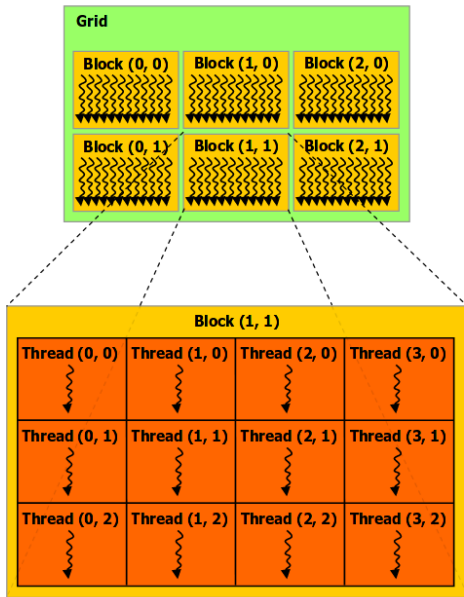 Grid
Block (0, 0) Block (1, 0) Block (2, 0)
Block (0, 1) Block (1, 1) Block (2, 1)
Block (1, 1)
Thread (0, 0) Thread (1, 0) Thread (2, 0) Thread (3, 0)
Thread (0, 1) Thread (1, 1) Thread (2, 1) Thread (3, 1)
Thread (0, 2) Thread (1, 2) Thread (2, 2) Thread (3, 2)